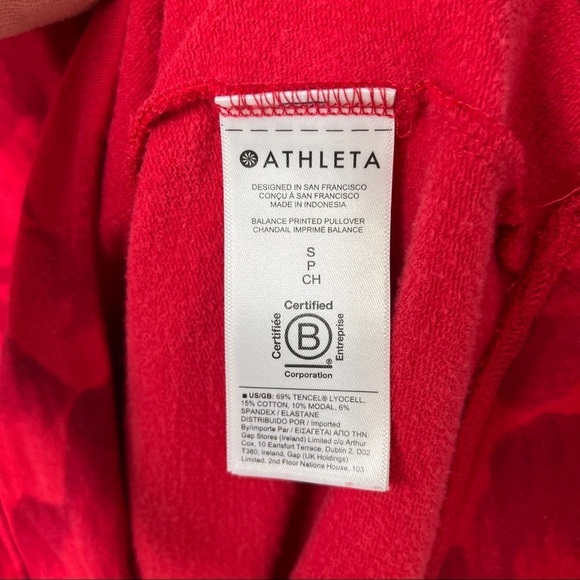 ATHLETA
DESIGNED IN SAN FRANCISCO
CONÇU À SAN FRANCISCO
MADE IN INDONESIA
BALANCE PRINTED PULLOVER
CHANDAIL IMPRIMÉ BALANCE
S
P
CH
Certified
Certifiée
B
Entreprise
®
Corporation
■ US/GB: 69% TENCEL® LYOCELL,
15% COTTON, 10% MODAL, 6%
SPANDEX / ELASTANE
DISTRIBUIDO POR / Imported
By/Importe Par / ΕΙΣΑΓΕΤΑΙ ΑΠΟ ΤΗΝ:
Gap Stores (Ireland) Limited c/o Arthur
Cox, 10 Earlsfort Terrace, Dublin 2, D02
T380, Ireland, Gap (UK Holdings)
Limited, 2nd Floor Nations House, 103